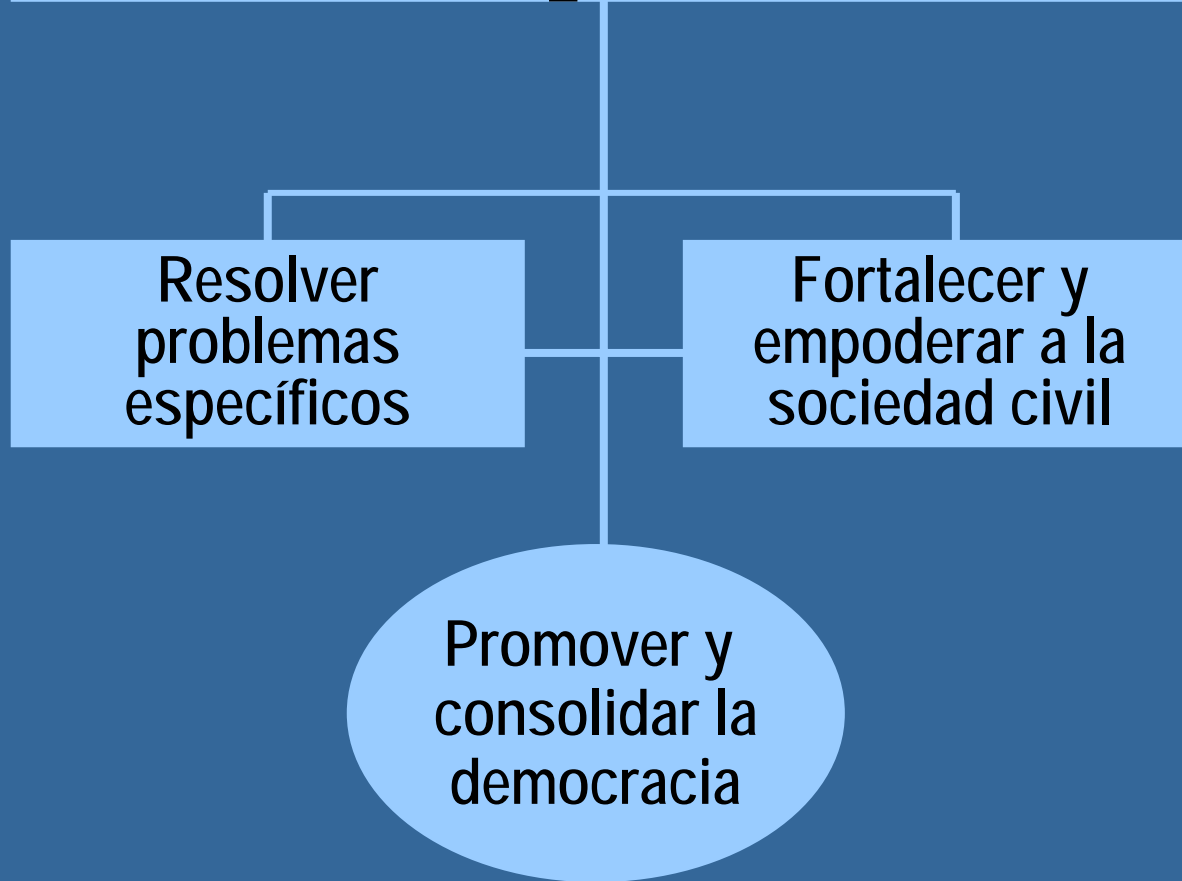 Resolver
problemas
específicos
Fortalecer y
empoderar a la
sociedad civil
Promover y
consolidar la
democracia